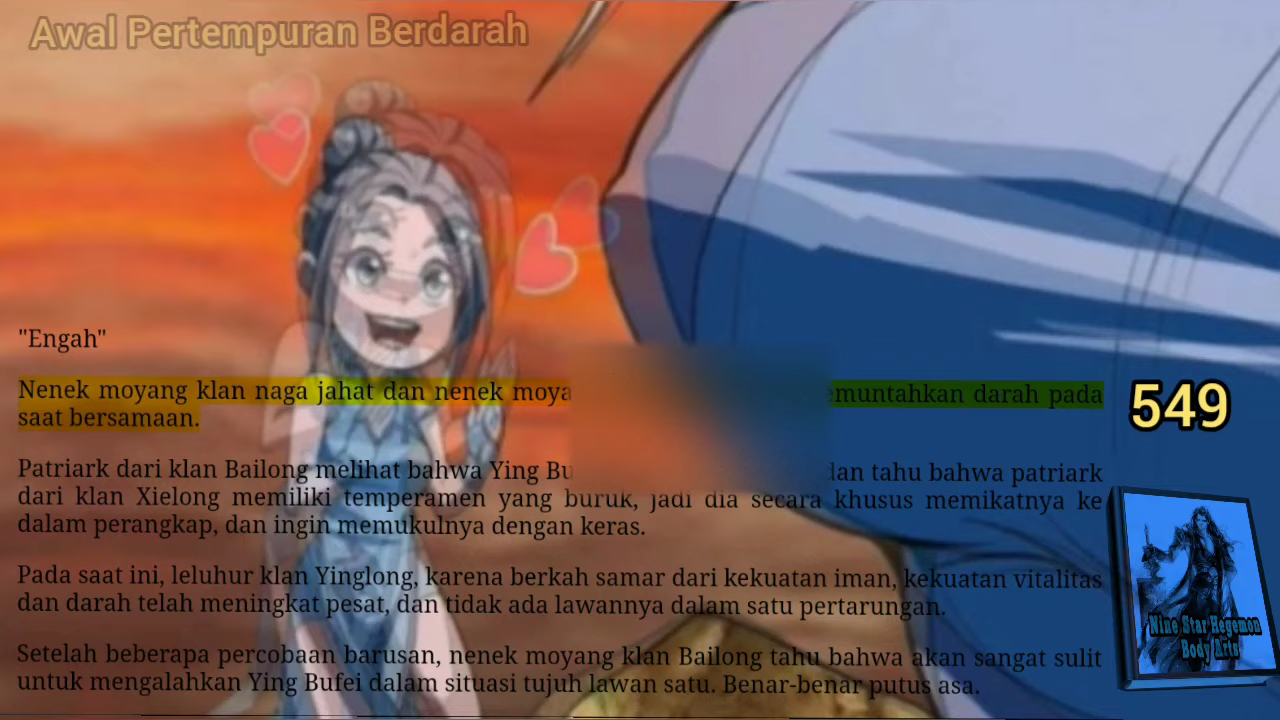 Awal Pertempuran Berdarah
"Engah"
Nenek moyang klan naga jahat dan nenek moya emuntahkan darah pada
saat bersamaan.
549
Patriark dari klan Bailong melihat bahwa Ying Bu dan tahu bahwa patriark
dari klan Xielong memiliki temperamen yang buruk, jadi dia secara khusus memikatnya ke
dalam perangkap, dan ingin memukulnya dengan keras.
Pada saat ini, leluhur klan Yinglong, karena berkah samar dari kekuatan iman, kekuatan vitalitas
dan darah telah meningkat pesat, dan tidak ada lawannya dalam satu pertarungan.
Setelah beberapa percobaan barusan, nenek moyang klan Bailong tahu bahwa akan sangat sulit
untuk mengalahkan Ying Bufei dalam situasi tujuh lawan satu. Benar-benar putus asa.
Nine Star Hegemon
Body Arts